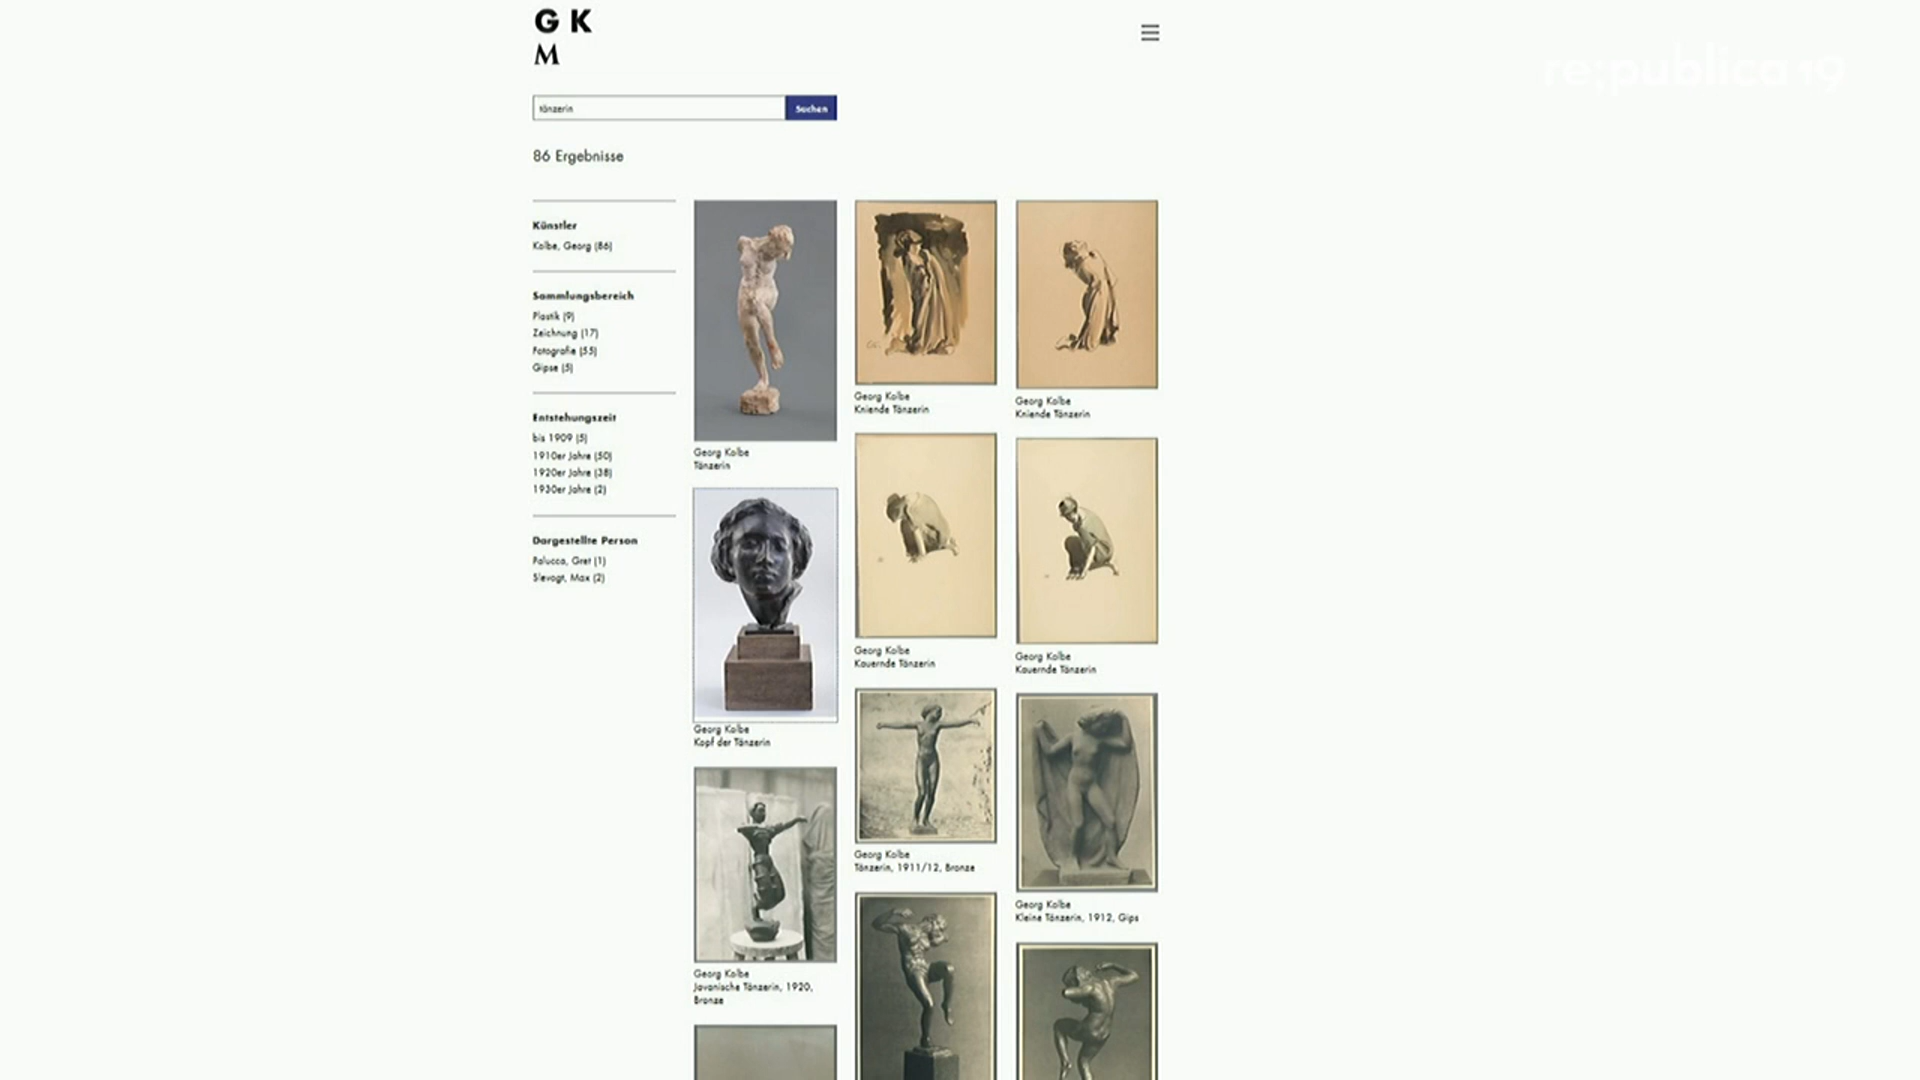 G K
M
re;publica 19
tänzerin
Suchen
86 Ergebnisse
Künstler
Kolbe, Georg (86)
Sammlungsbereich
Plastik (9)
Zeichnung (17)
Fotografie (55)
Gipse (5)
Entstehungszeit
bis 1909 (5)
1910er Jahre (50)
1920er Jahre (38)
1930er Jahre (2)
Dargestellte Person
Palucca, Gret (1)
Slevogt, Max (2)
Georg Kolbe
Tänzerin
Georg Kolbe
Kopf der Tänzerin
Georg Kolbe
Javanische Tänzerin, 1920,
Bronze
Georg Kolbe
Kniende Tänzerin
Georg Kolbe
Kauernde Tänzerin
Georg Kolbe
Tänzerin, 1911/12, Bronze
Georg Kolbe
Kniende Tänzerin
Georg Kolbe
Kauernde Tänzerin
Georg Kolbe
Kleine Tänzerin, 1912, Gips